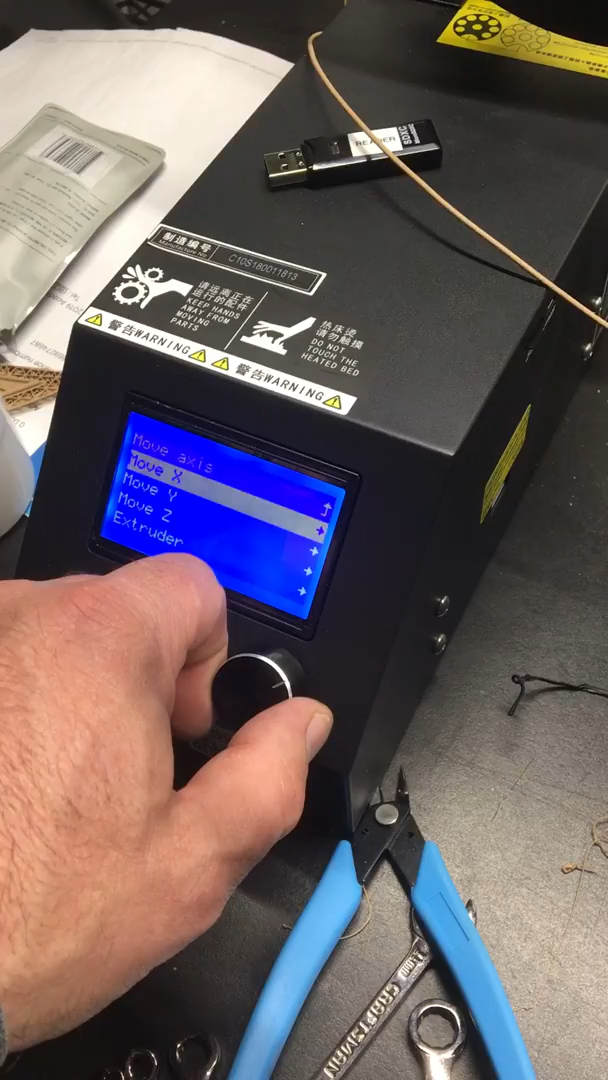 READER
SDXC
制造编号
Manufacture No
C10S180011813
请远离正在
运行的配件
KEEP HANDS
AWAY FROM
MOVING
PARTS
热床烫
请勿触摸
DO NOT
TOUCH THE
HEATED BED
警告WARNING
警告WARNING
Move axis
Move X
Move Y
Move Z
Extruder
CRAFTSMAN